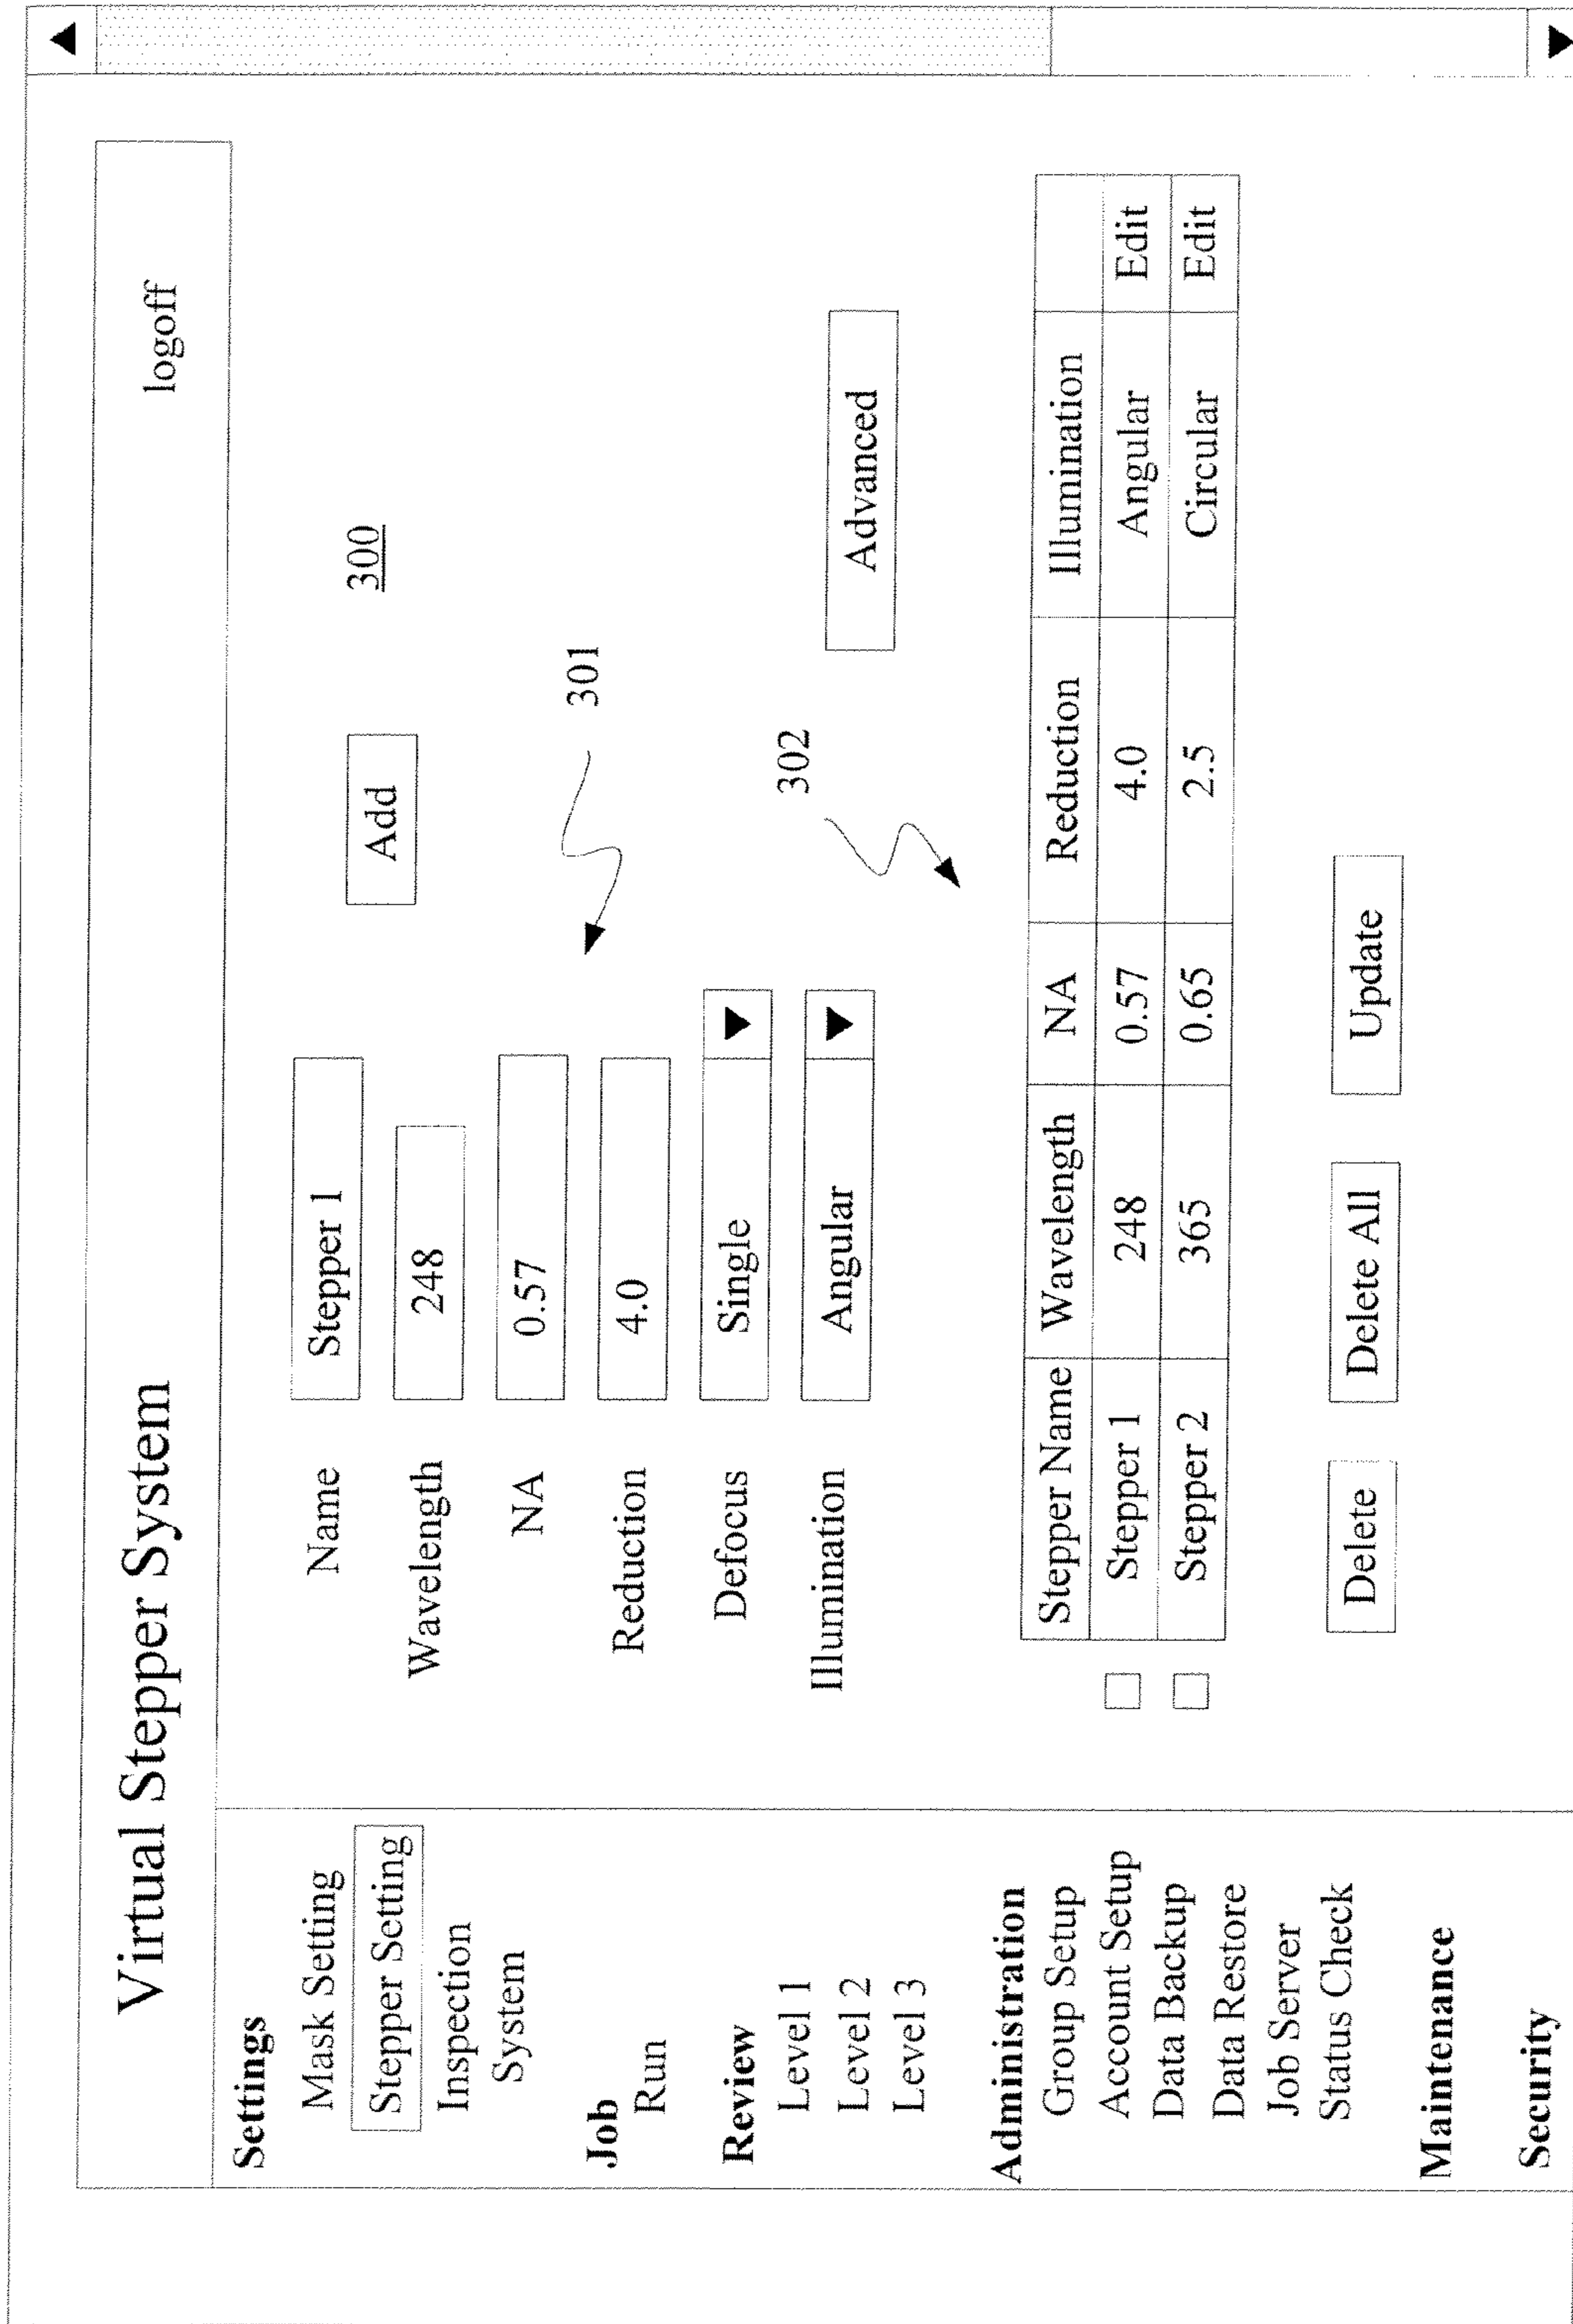 Virtual Stepper System
logoff
Settings
Mask Setting
Stepper Setting
Inspection
System
Job
Run
Review
Level 1
Level 2
Level 3
Administration
Group Setup
Account Setup
Data Backup
Data Restore
Job Server
Status Check
Maintenance
Security
300
Name Stepper 1 Add
Wavelength 248
NA 0.57
301
Reduction 4.0
Defocus Single
302
Illumination Angular Advanced
Stepper Name Wavelength NA Reduction Illumination
Stepper 1 248 0.57 4.0 Angular Edit
Stepper 2 365 0.65 2.5 Circular Edit
Delete Delete All Update